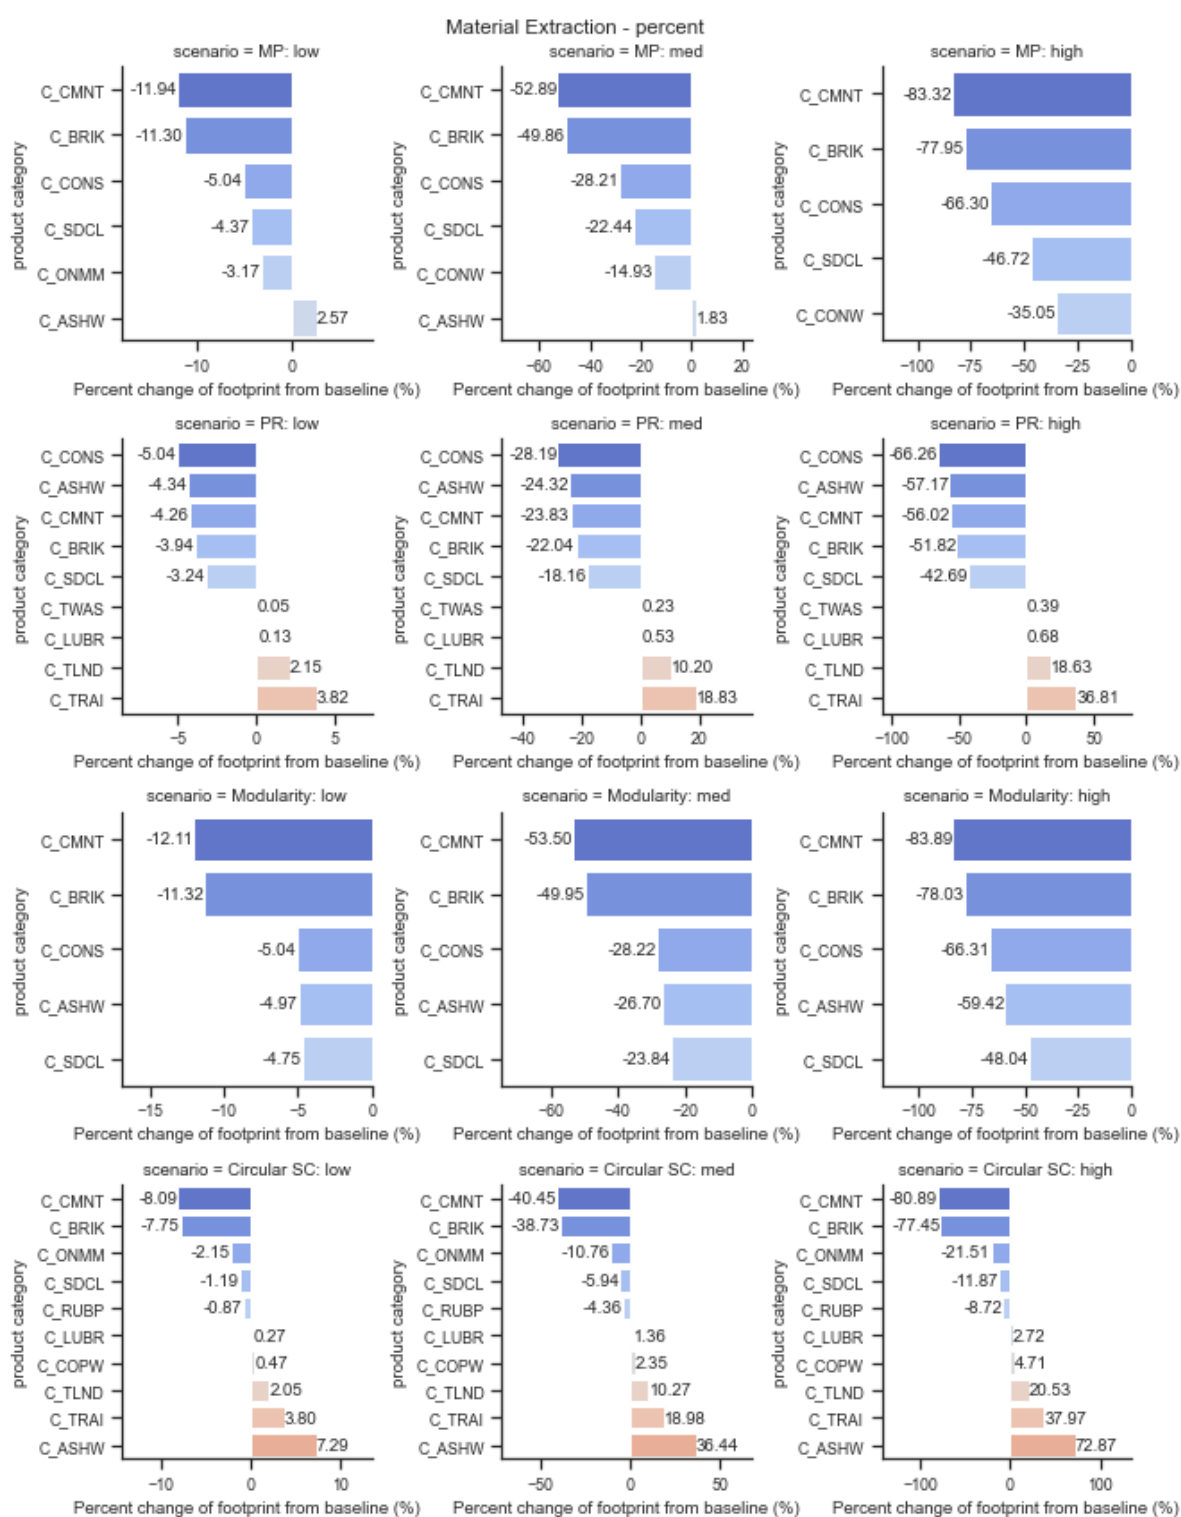 Material Extraction - percent
scenario = MP: low
product category
C_CMNT -11.94
C_BRIK -11.30
C_CONS -5.04
C_SDCL -4.37
C_ONMM -3.17
C_ASHW 2.57
−10 0
Percent change of footprint from baseline (%)
scenario = MP: med
product category
C_CMNT -52.89
C_BRIK -49.86
C_CONS -28.21
C_SDCL -22.44
C_CONW -14.93
C_ASHW 1.83
−60 −40 −20 0 20
Percent change of footprint from baseline (%)
scenario = MP: high
product category
C_CMNT -83.32
C_BRIK -77.95
C_CONS -66.30
C_SDCL -46.72
C_CONW -35.05
−100 −75 −50 −25 0
Percent change of footprint from baseline (%)
scenario = PR: low
product category
C_CONS -5.04
C_ASHW -4.34
C_CMNT -4.26
C_BRIK -3.94
C_SDCL -3.24
C_TWAS 0.05
C_LUBR 0.13
C_TLND 2.15
C_TRAI 3.82
−5 0 5
Percent change of footprint from baseline (%)
scenario = PR: med
product category
C_CONS -28.19
C_ASHW -24.32
C_CMNT -23.83
C_BRIK -22.04
C_SDCL -18.16
C_TWAS 0.23
C_LUBR 0.53
C_TLND 10.20
C_TRAI 18.83
−40 −20 0 20
Percent change of footprint from baseline (%)
scenario = PR: high
product category
C_CONS -66.26
C_ASHW -57.17
C_CMNT -56.02
C_BRIK -51.82
C_SDCL -42.69
C_TWAS 0.39
C_LUBR 0.68
C_TLND 18.63
C_TRAI 36.81
−100 −50 0 50
Percent change of footprint from baseline (%)
scenario = Modularity: low
product category
C_CMNT -12.11
C_BRIK -11.32
C_CONS -5.04
C_ASHW -4.97
C_SDCL -4.75
−15 −10 −5 0
Percent change of footprint from baseline (%)
scenario = Modularity: med
product category
C_CMNT -53.50
C_BRIK -49.95
C_CONS -28.22
C_ASHW -26.70
C_SDCL -23.84
−60 −40 −20 0
Percent change of footprint from baseline (%)
scenario = Modularity: high
product category
C_CMNT -83.89
C_BRIK -78.03
C_CONS -66.31
C_ASHW -59.42
C_SDCL -48.04
−100 −75 −50 −25 0
Percent change of footprint from baseline (%)
scenario = Circular SC: low
product category
C_CMNT -8.09
C_BRIK -7.75
C_ONMM -2.15
C_SDCL -1.19
C_RUBP -0.87
C_LUBR 0.27
C_COPW 0.47
C_TLND 2.05
C_TRAI 3.80
C_ASHW 7.29
−10 0 10
Percent change of footprint from baseline (%)
scenario = Circular SC: med
product category
C_CMNT -40.45
C_BRIK -38.73
C_ONMM -10.76
C_SDCL -5.94
C_RUBP -4.36
C_LUBR 1.36
C_COPW 2.35
C_TLND 10.27
C_TRAI 18.98
C_ASHW 36.44
−50 0 50
Percent change of footprint from baseline (%)
scenario = Circular SC: high
product category
C_CMNT -80.89
C_BRIK -77.45
C_ONMM -21.51
C_SDCL -11.87
C_RUBP -8.72
C_LUBR 2.72
C_COPW 4.71
C_TLND 20.53
C_TRAI 37.97
C_ASHW 72.87
−100 0 100
Percent change of footprint from baseline (%)